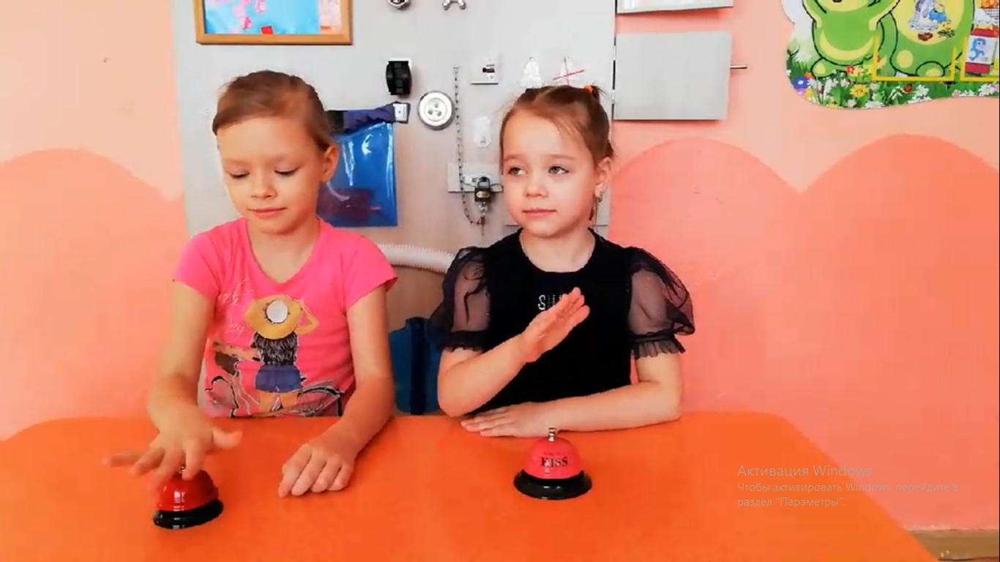 KISS
Активация Windows
Чтобы активировать Windows, перейдите в
раздел "Параметры".